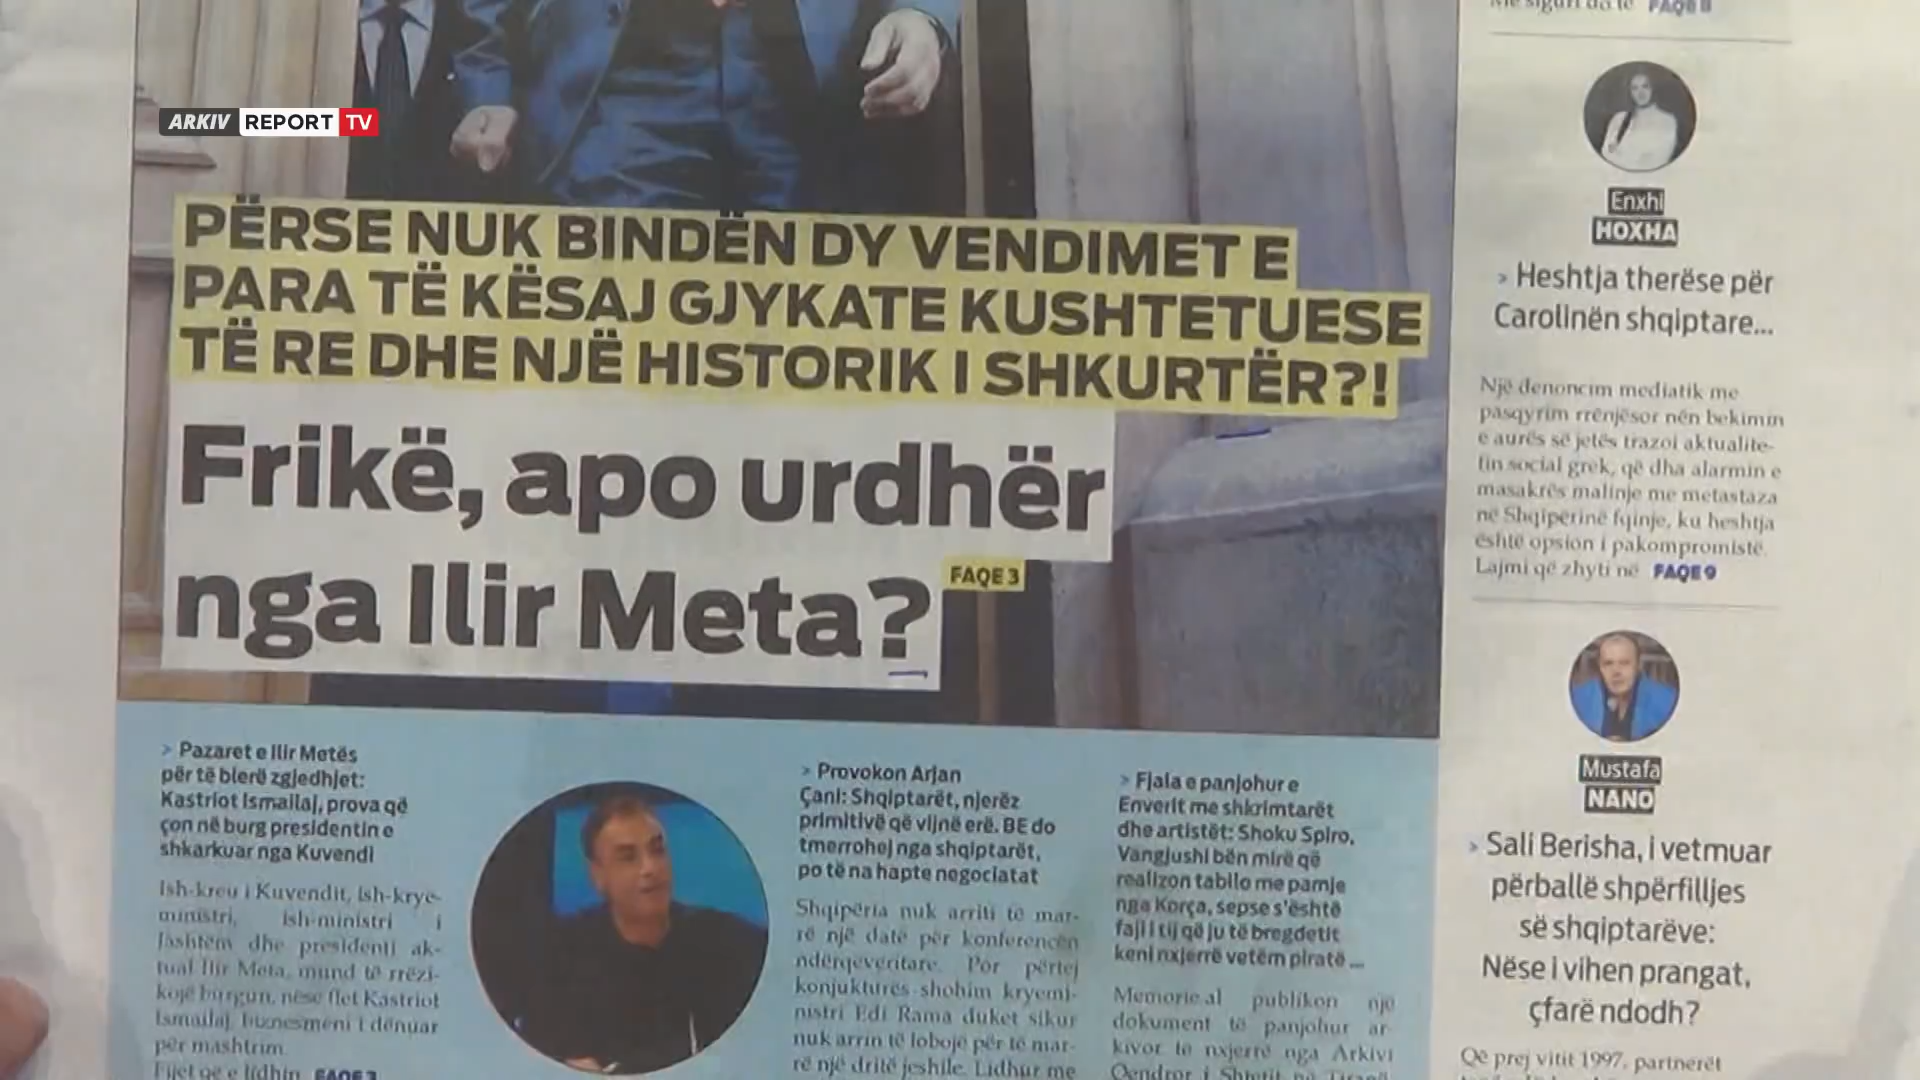 ARKIV REPORT TV
PËRSE NUK BINDËN DY VENDIMET E
PARA TË KËSAJ GJYKATE KUSHTETUESE
TË RE DHE NJË HISTORIK I SHKURTËR?!
Frikë, apo urdhër
nga Ilir Meta?
FAQE 3
> Pazaret e Ilir Metës
për të blerë zgjedhjet:
Kastriot Ismailaj, prova që
çon në burg presidentin e
shkarkuar nga Kuvendi
Ish-kreu i Kuvendit, ish-krye-
ministri, ish-ministri i
Jashtëm dhe presidenti ak-
tual Ilir Meta, mund të rrëzi-
kojë burgun, nëse flet Kastriot
Ismailaj, biznesmeni i dënuar
për mashtrim.
Fijet që e lidhin FAQE 3
> Provokon Arjan
Çani: Shqiptarët, njerëz
primitivë që vijnë erë. BE do
tmerrohej nga shqiptarët,
po të na hapte negociatat
Shqipëria nuk arriti të mar-
rë një datë për konferencën
ndërqeveritare. Por përtej
konjukturës shohim kryemi-
nistri Edi Rama duket sikur
nuk arrin të lobojë për të mar-
rë një dritë jeshile. Lidhur me
> Fjala e panjohur e
Enverit me shkrimtarët
dhe artistët: Shoku Spiro,
Vangjushi bën mirë që
realizon tabllo me pamje
nga Korça, sepse s'është
faji i tij që ju të bregdetit
keni nxjerrë vetëm piratë ...
Memorie.al publikon një
dokument të panjohur ar-
kivor të nxjerrë nga Arkivi
Qendror i Shtetit në Tiranë
FAQE 8
Enxhi
HOXHA
> Heshtja therëse për
Carolinën shqiptare...
Një denoncim mediatik me
pasqyrim rrënjësor nën bekimin
e aurës së jetës trazoi aktualite-
tin social grek, që dha alarmin e
masakrës malinje me metastaza
në Shqipërinë fqinje, ku heshtja
është opsion i pakompromistë.
Lajmi që zhyti në FAQE 9
Mustafa
NANO
> Sali Berisha, i vetmuar
përballë shpërfilljes
së shqiptarëve:
Nëse i vihen prangat,
çfarë ndodh?
Që prej vitit 1997, partnerët